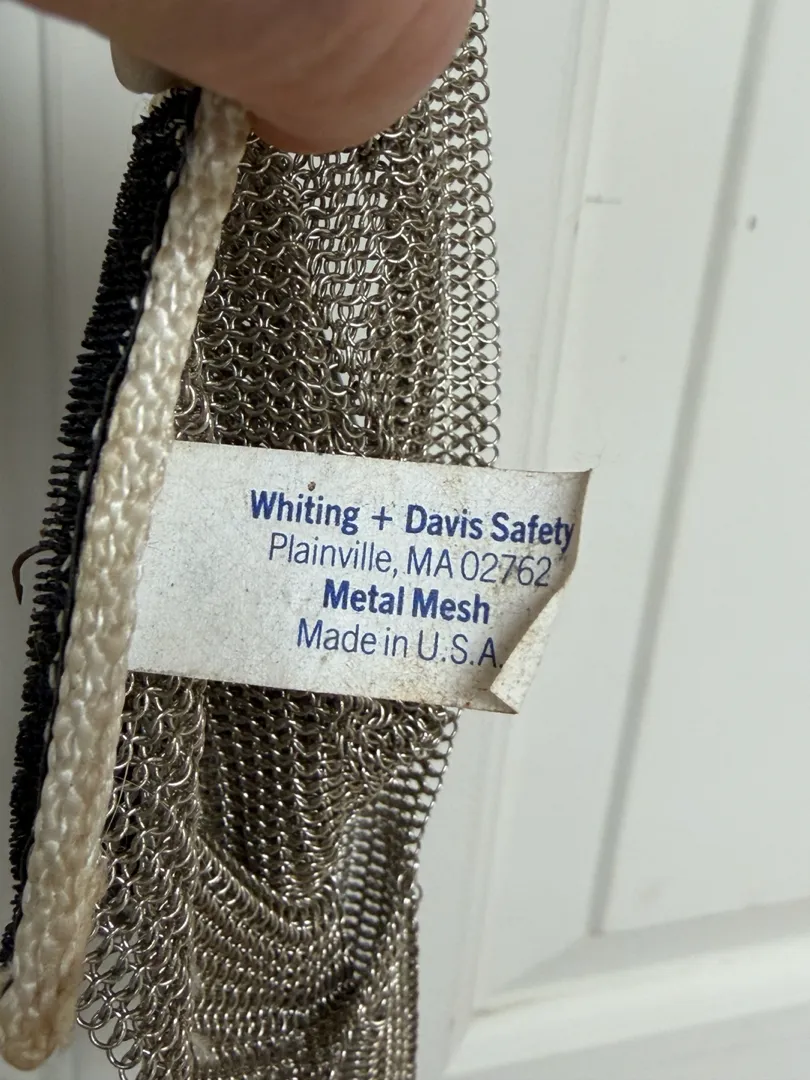 Whiting + Davis Safety
Plainville, MA 02762
Metal Mesh
Made in U.S.A.